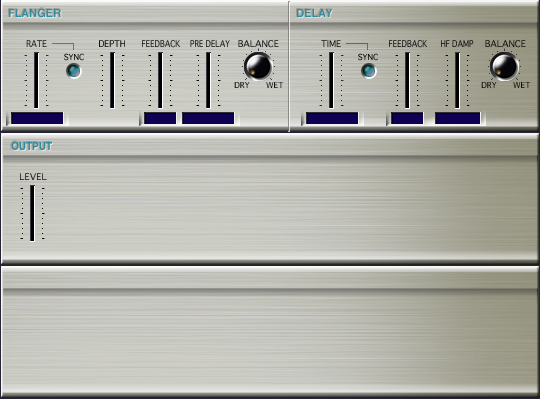 FLANGER
RATE
SYNC
DEPTH
FEEDBACK
PRE DELAY
BALANCE
DRY WET
DELAY
TIME
SYNC
FEEDBACK
HF DAMP
BALANCE
DRY WET
OUTPUT
LEVEL